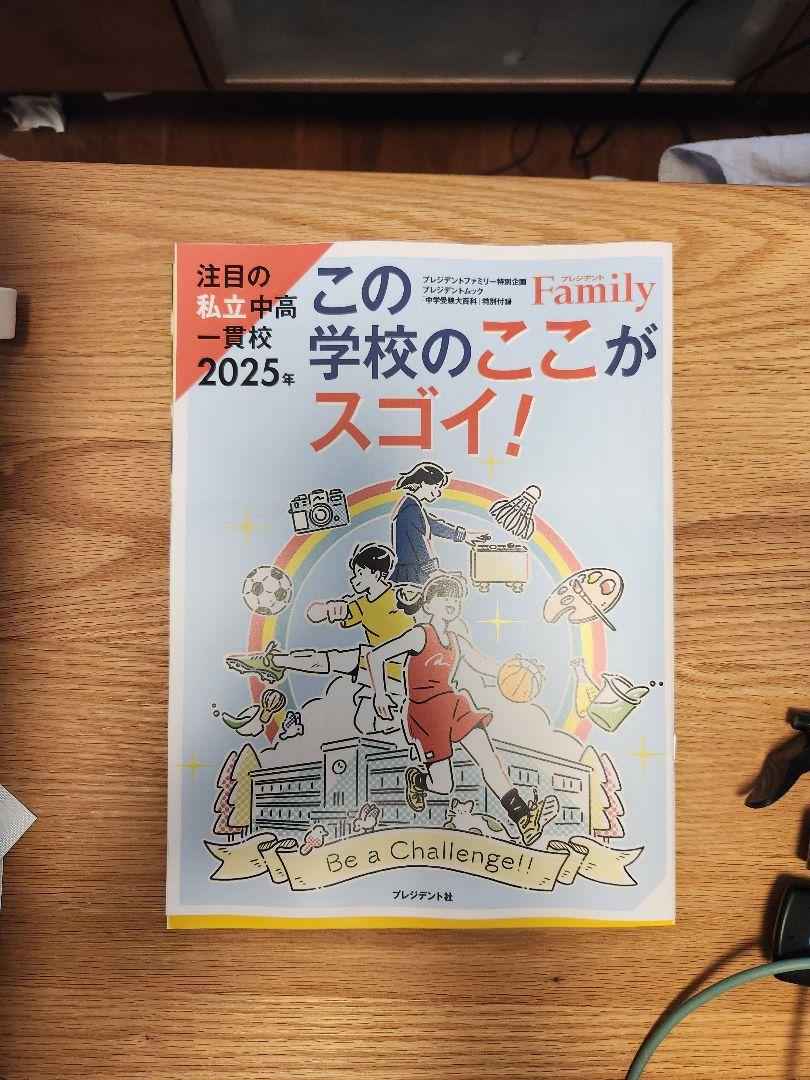 注目の
私立中高
一貫校
2025年
この
学校のここが
スゴイ!
プレジデントファミリー特別企画
プレジデントムック
「中学受験大百科」特別付録
プレジデント
Family
Be a Challenge!!
プレジデント社